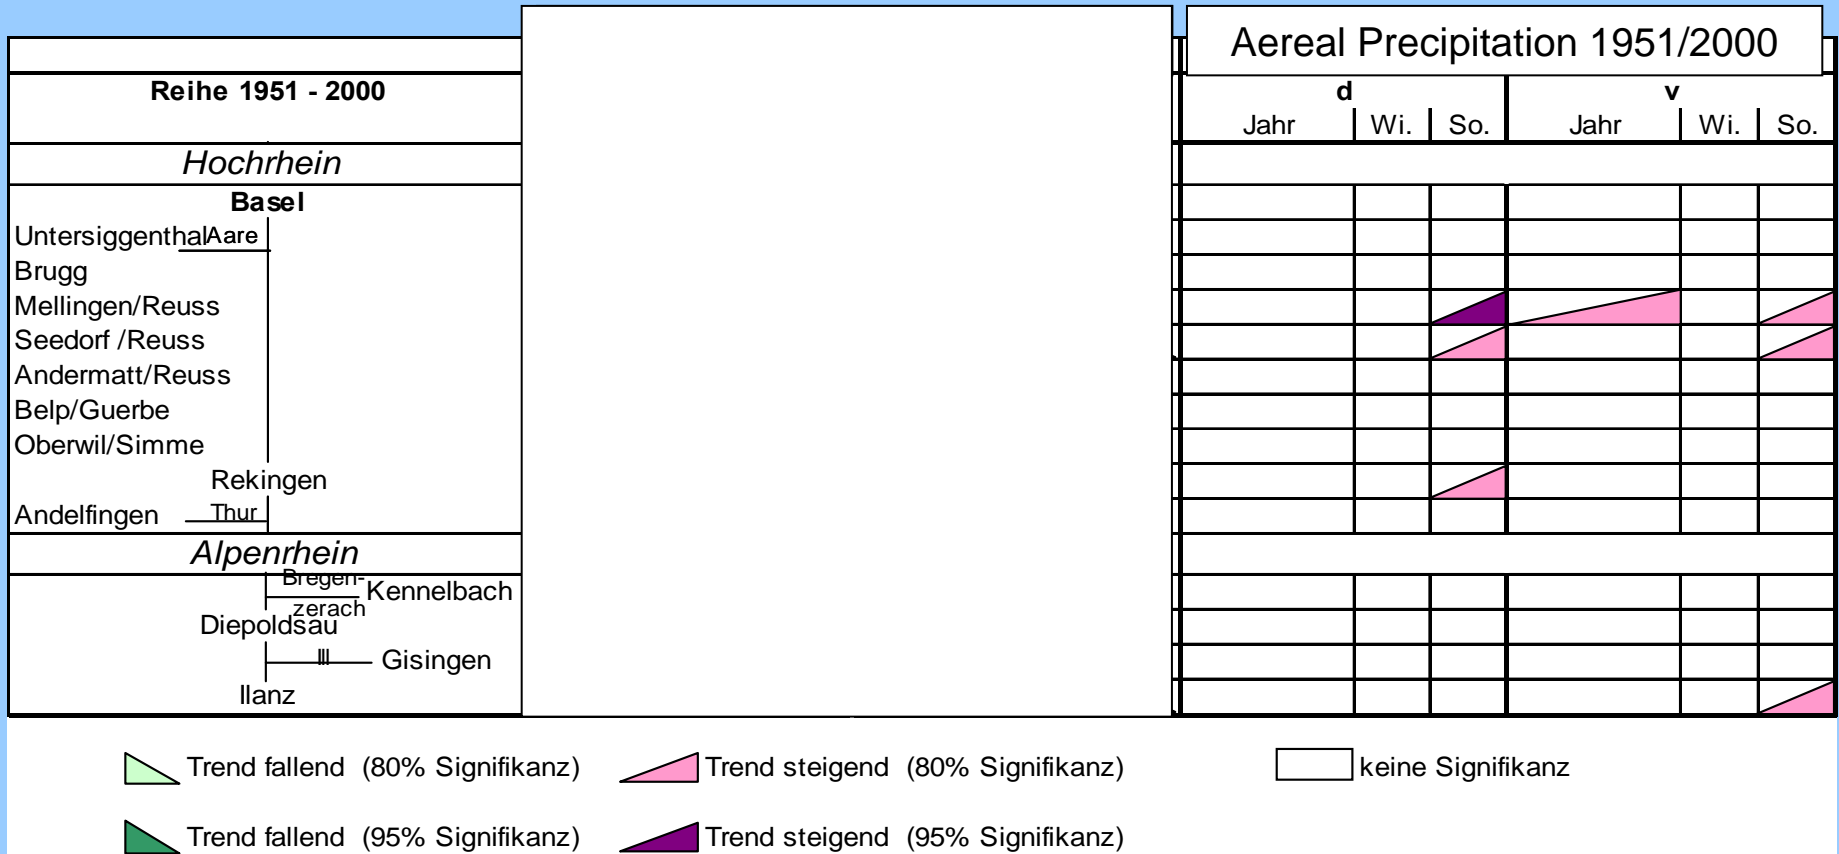 Aereal Precipitation 1951/2000
Reihe 1951 - 2000
d v
Jahr Wi. So. Jahr Wi. So.
Hochrhein
Basel
Untersiggenthal Aare
Brugg
Mellingen/Reuss
Seedorf /Reuss
Andermatt/Reuss
Belp/Guerbe
Oberwil/Simme
Rekingen
Andelfingen Thur
Alpenrhein
Bregen-
Kennelbach
zerach
Diepoldsau
Ill Gisingen
Ilanz
Trend fallend (80% Signifikanz) Trend steigend (80% Signifikanz) keine Signifikanz
Trend fallend (95% Signifikanz) Trend steigend (95% Signifikanz)